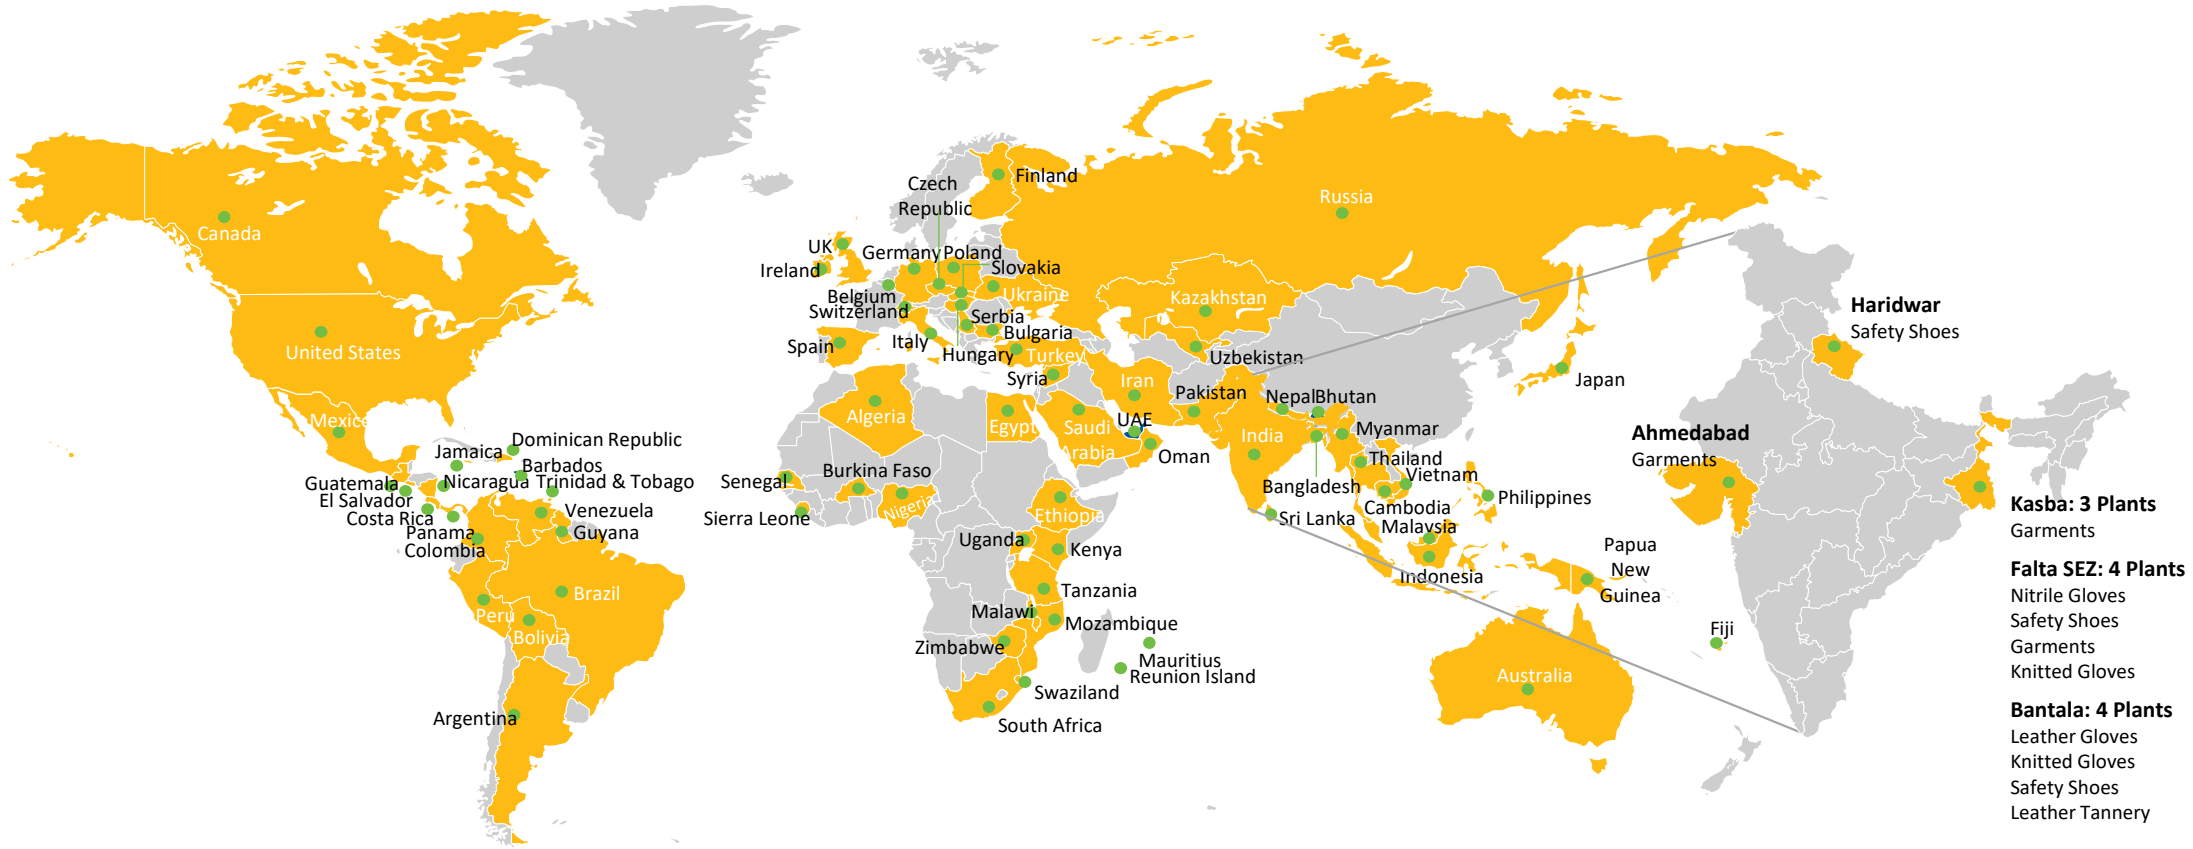 Canada
United States
Mexico
Dominican Republic
Jamaica
Barbados
Guatemala
Nicaragua
Trinidad & Tobago
El Salvador
Costa Rica
Venezuela
Panama
Guyana
Colombia
Brazil
Peru
Bolivia
Argentina
Finland
Czech
Republic
UK
Germany
Poland
Ireland
Slovakia
Belgium
Ukraine
Switzerland
Serbia
Bulgaria
Spain
Italy
Hungary
Turkey
Syria
Russia
Kazakhstan
Uzbekistan
Japan
Iran
Pakistan
Nepal
Bhutan
Algeria
Egypt
Saudi
Arabia
UAE
Oman
India
Myanmar
Thailand
Vietnam
Bangladesh
Cambodia
Philippines
Sri Lanka
Malaysia
Indonesia
Papua
New
Guinea
Fiji
Australia
Senegal
Burkina Faso
Sierra Leone
Nigeria
Ethiopia
Uganda
Kenya
Tanzania
Malawi
Mozambique
Zimbabwe
Mauritius
Reunion Island
Swaziland
South Africa
Haridwar
Safety Shoes
Ahmedabad
Garments
Kasba: 3 Plants
Garments
Falta SEZ: 4 Plants
Nitrile Gloves
Safety Shoes
Garments
Knitted Gloves
Bantala: 4 Plants
Leather Gloves
Knitted Gloves
Safety Shoes
Leather Tannery